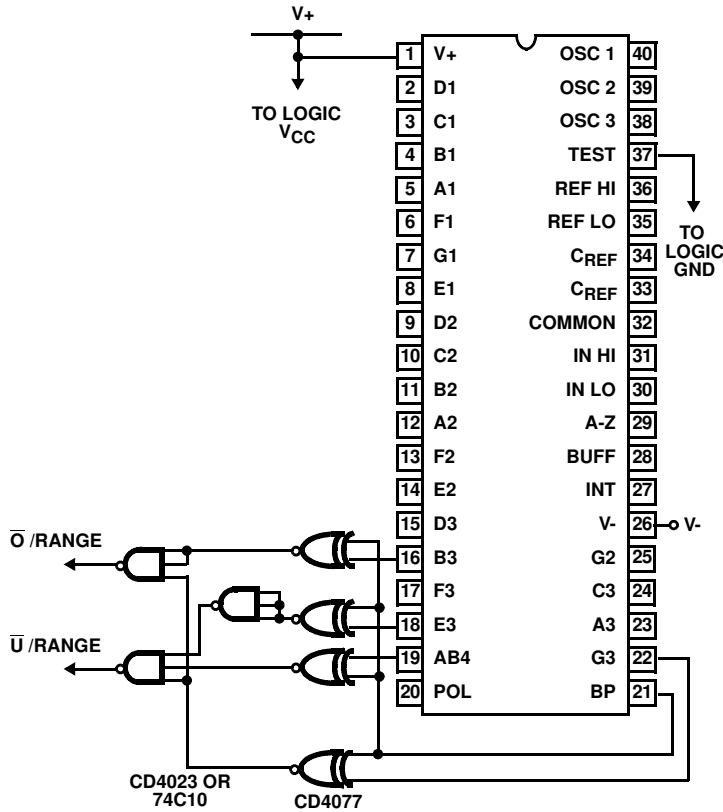 V+
TO LOGIC
VCC
1 V+
2 D1
3 C1
4 B1
5 A1
6 F1
7 G1
8 E1
9 D2
10 C2
11 B2
12 A2
13 F2
14 E2
15 D3
16 B3
17 F3
18 E3
19 AB4
20 POL
OSC 1 40
OSC 2 39
OSC 3 38
TEST 37
REF HI 36
REF LO 35
CREF 34
CREF 33
COMMON 32
IN HI 31
IN LO 30
A-Z 29
BUFF 28
INT 27
V- 26 V-
G2 25
C3 24
A3 23
G3 22
BP 21
TO
LOGIC
GND
O̅ /RANGE
U̅ /RANGE
CD4023 OR
74C10
CD4077